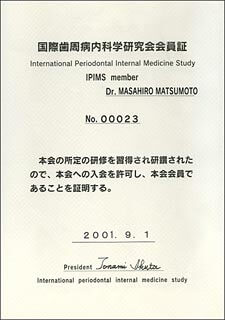 国際歯周病内科学研究会会員証
International Periodontal Internal Medicine Study
IPIMS member
Dr. MASAHIRO MATSUMOTO
No. 00023
本会の所定の研修を習得され研鑽された
ので、本会への入会を許可し、本会会員で
あることを証明する。
2001. 9. 1
President
International periodontal internal medicine study